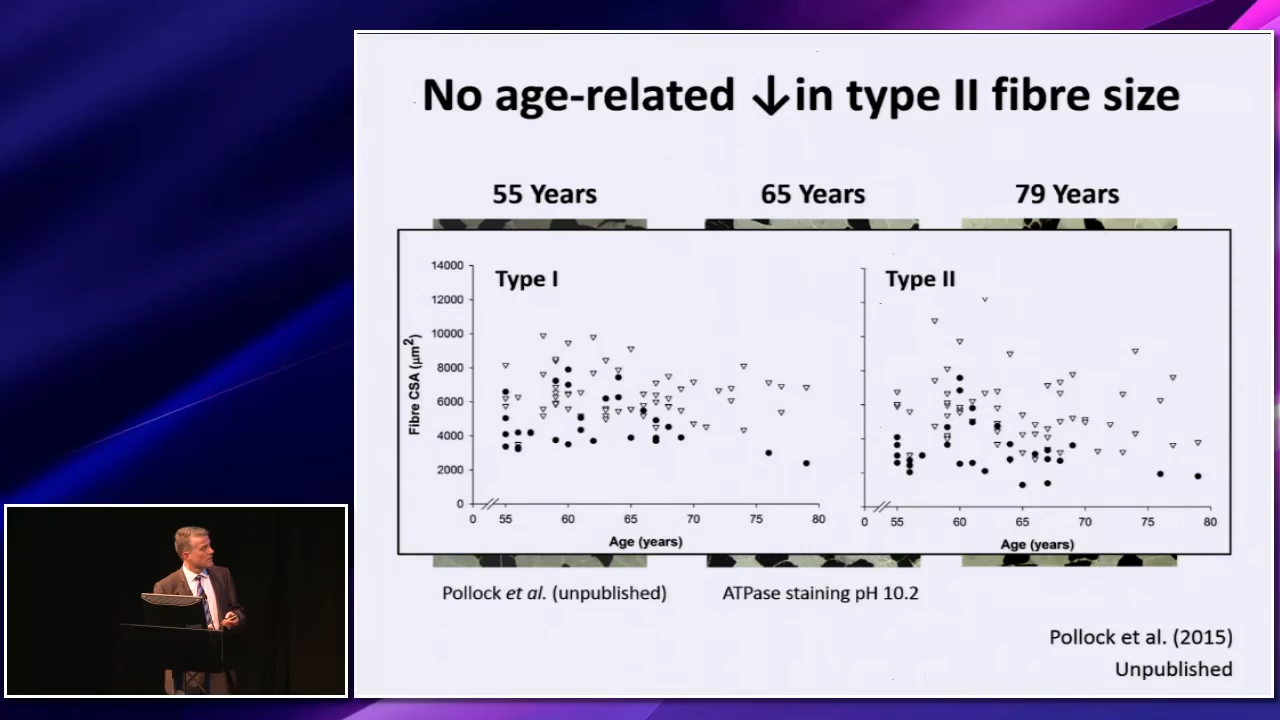 No age-related ↓in type II fibre size
55 Years
65 Years
79 Years
Type I
14000
12000
10000
8000
6000
4000
2000
0
Fibre CSA (µm²)
0 55 60 65 70 75 80
Age (years)
Type II
0 55 60 65 70 75 80
Age (years)
Pollock et al. (unpublished)
ATPase staining pH 10.2
Pollock et al. (2015)
Unpublished